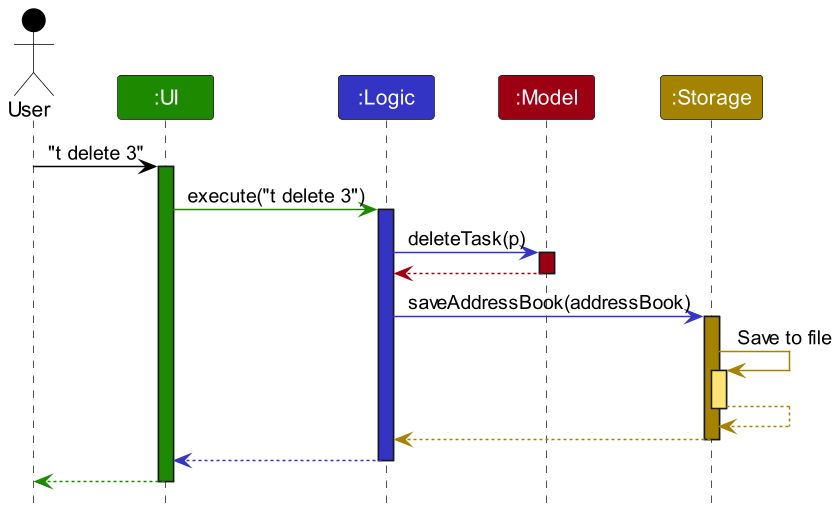 User
:UI
:Logic
:Model
:Storage
"t delete 3"
execute("t delete 3")
deleteTask(p)
saveAddressBook(addressBook)
Save to file